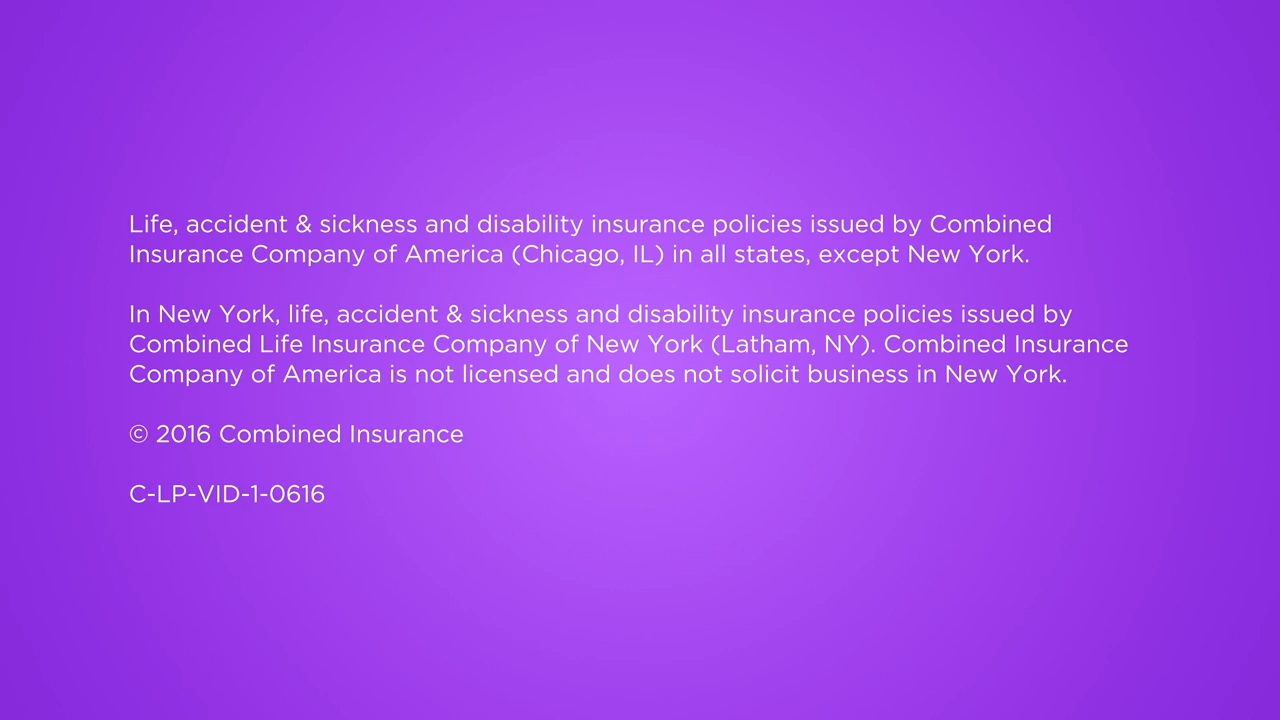 Life, accident & sickness and disability insurance policies issued by Combined
Insurance Company of America (Chicago, IL) in all states, except New York.
In New York, life, accident & sickness and disability insurance policies issued by
Combined Life Insurance Company of New York (Latham, NY). Combined Insurance
Company of America is not licensed and does not solicit business in New York.
© 2016 Combined Insurance
C-LP-VID-1-0616